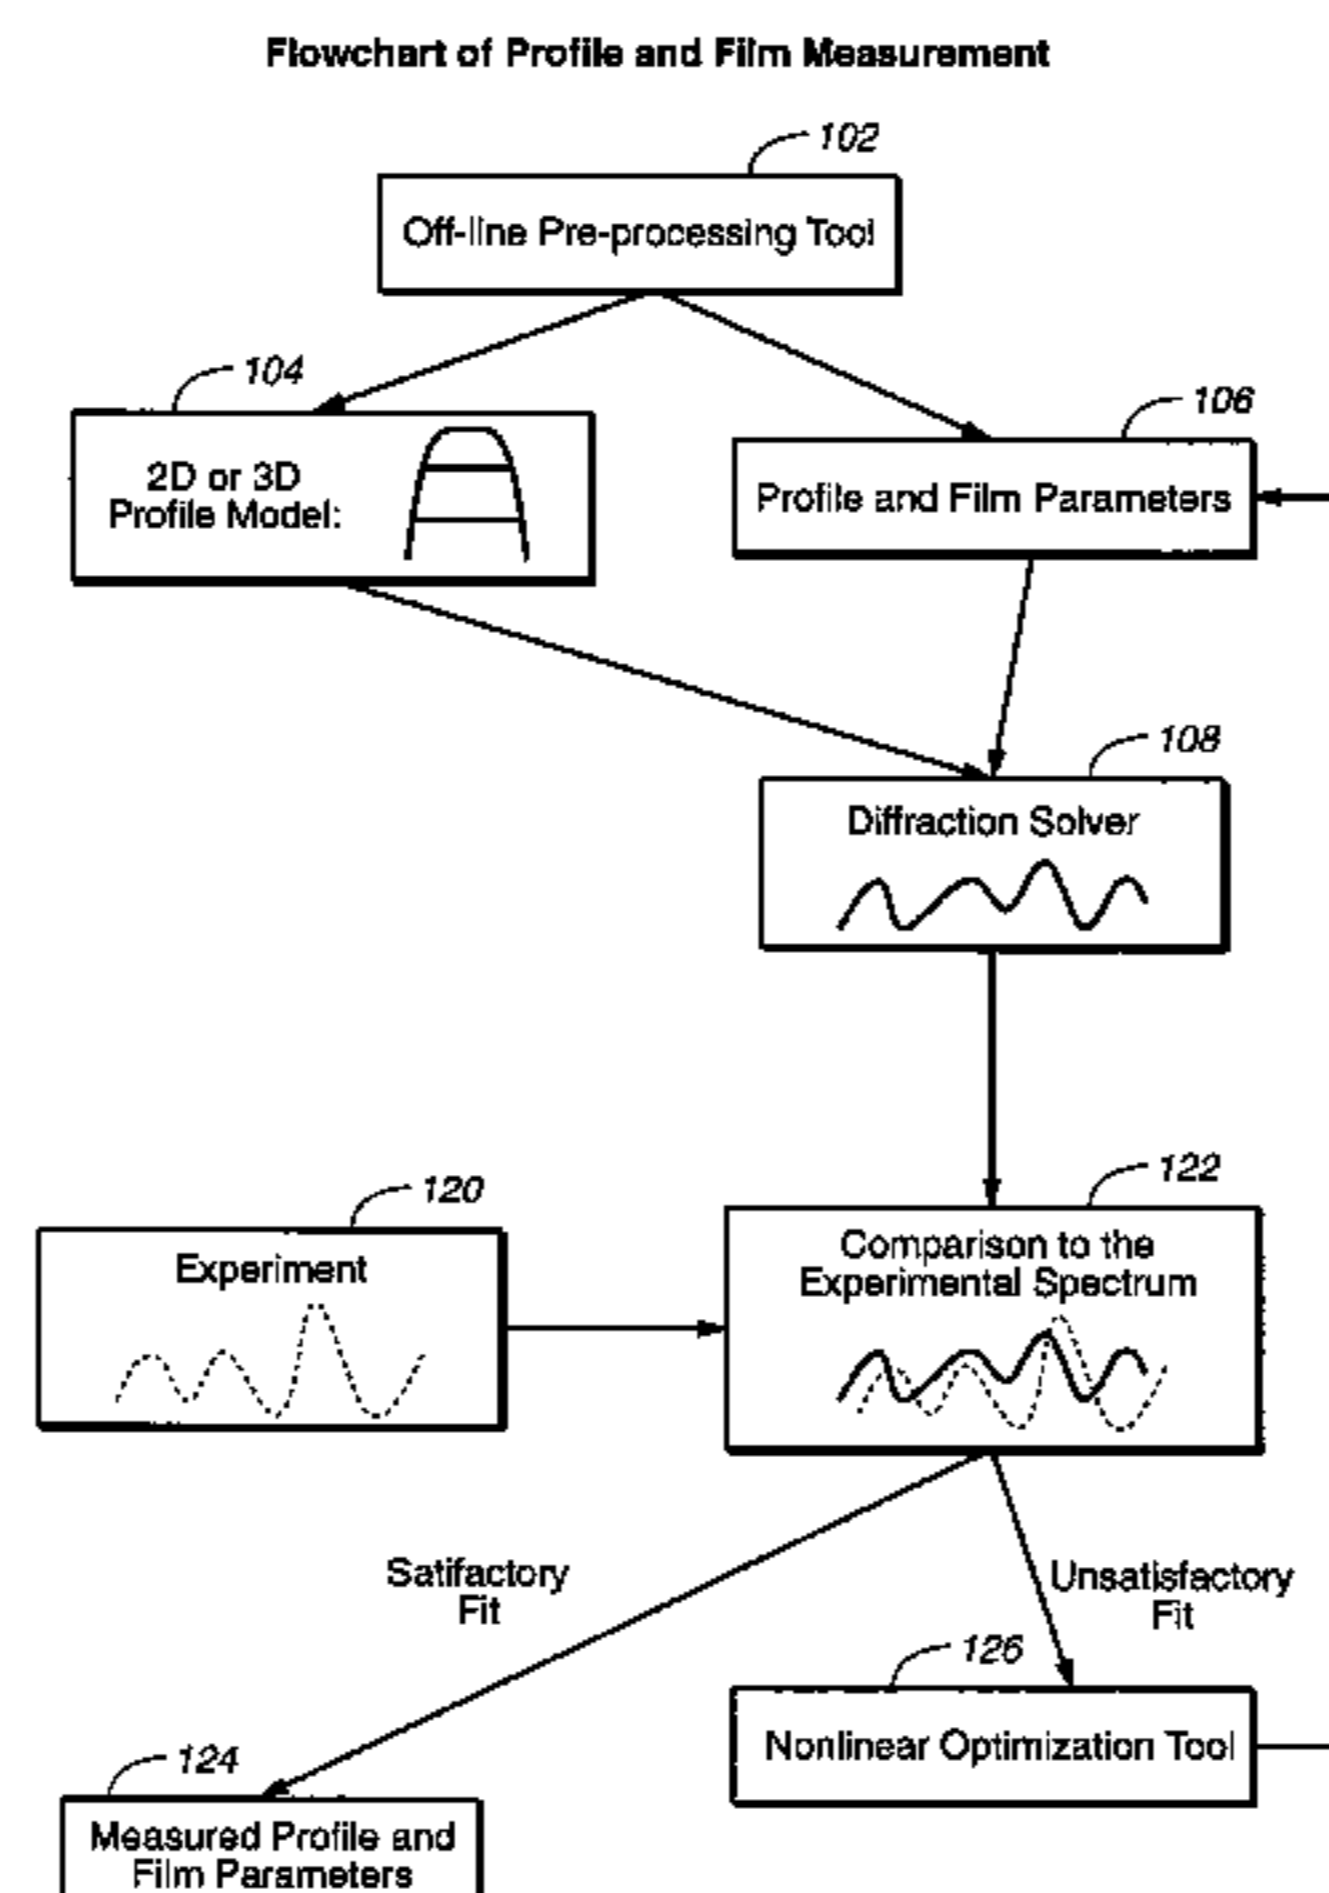 Flowchart of Profile and Film Measurement
102
Off-line Pre-processing Tool
104
2D or 3D
Profile Model:
106
Profile and Film Parameters
108
Diffraction Solver
120
Experiment
122
Comparison to the
Experimental Spectrum
Satifactory
Fit
Unsatisfactory
Fit
126
Nonlinear Optimization Tool
124
Measured Profile and
Film Parameters